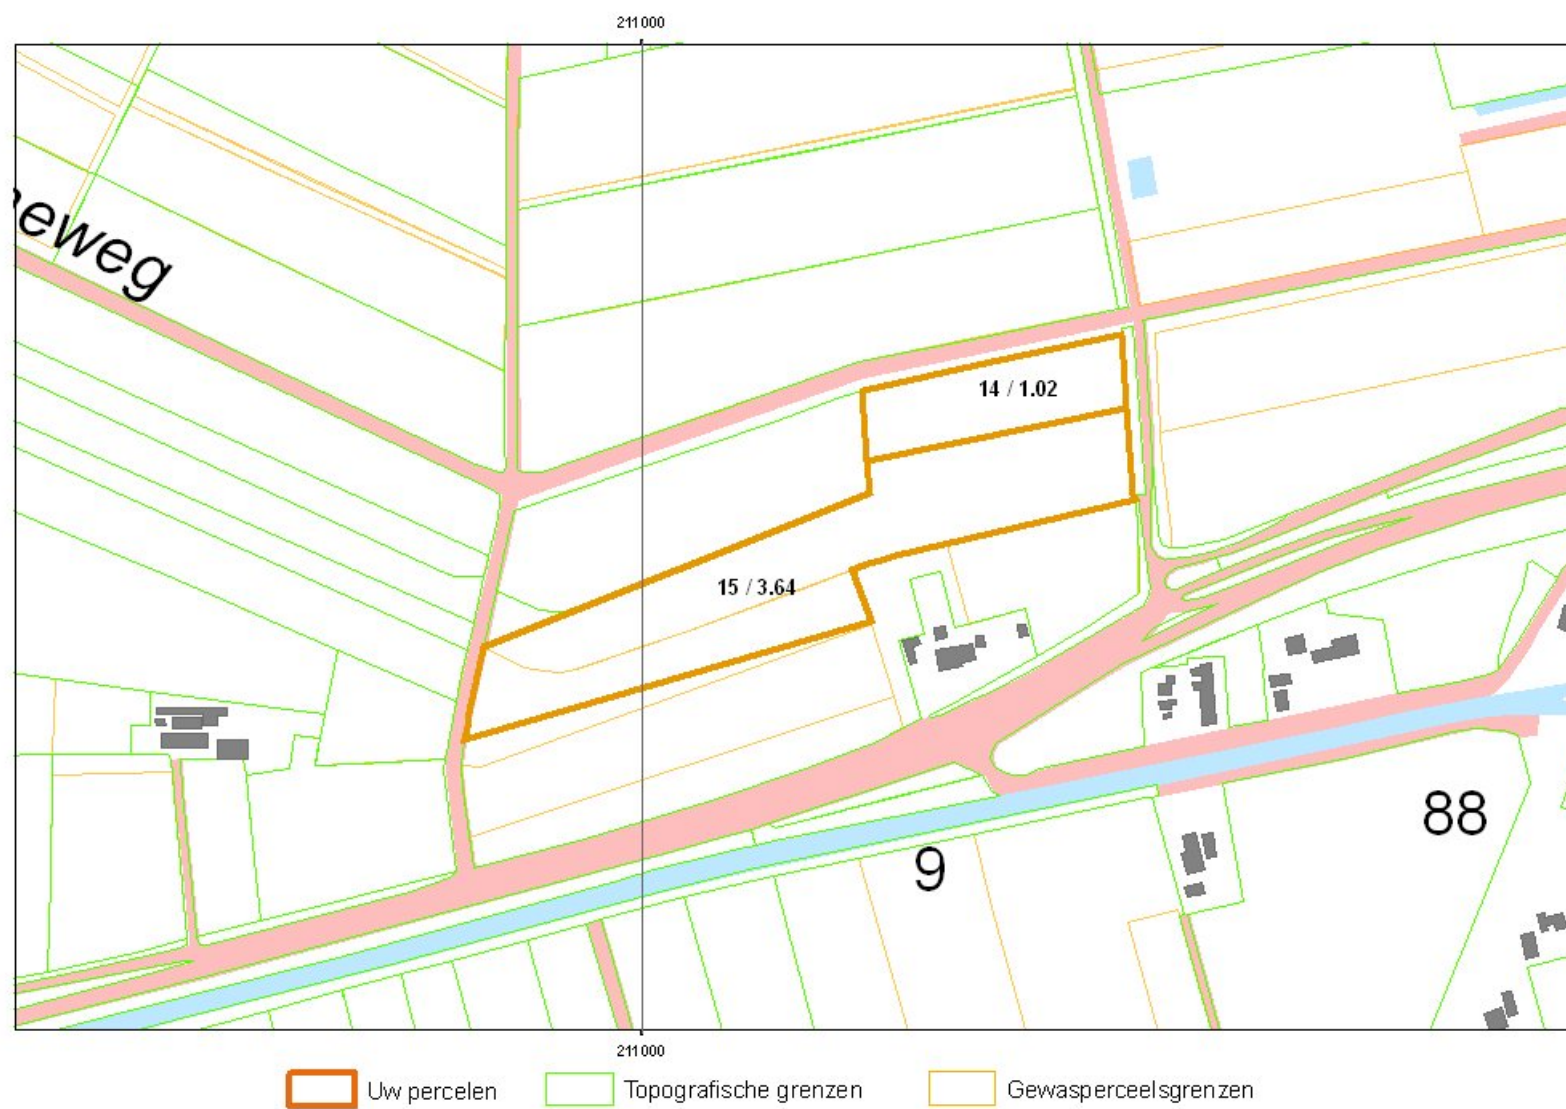 211000
eweg
14 / 1.02
15 / 3.64
88
9
211000
Uw percelen
Topografische grenzen
Gewasperceelsgrenzen